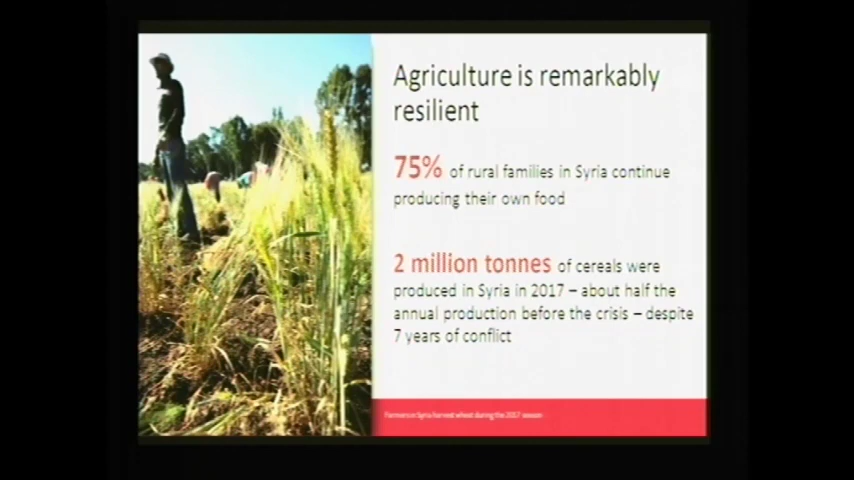 Agriculture is remarkably
resilient
75% of rural families in Syria continue
producing their own food
2 million tonnes of cereals were
produced in Syria in 2017 – about half the
annual production before the crisis – despite
7 years of conflict
Farmers in Syria harvest wheat during the 2017 season